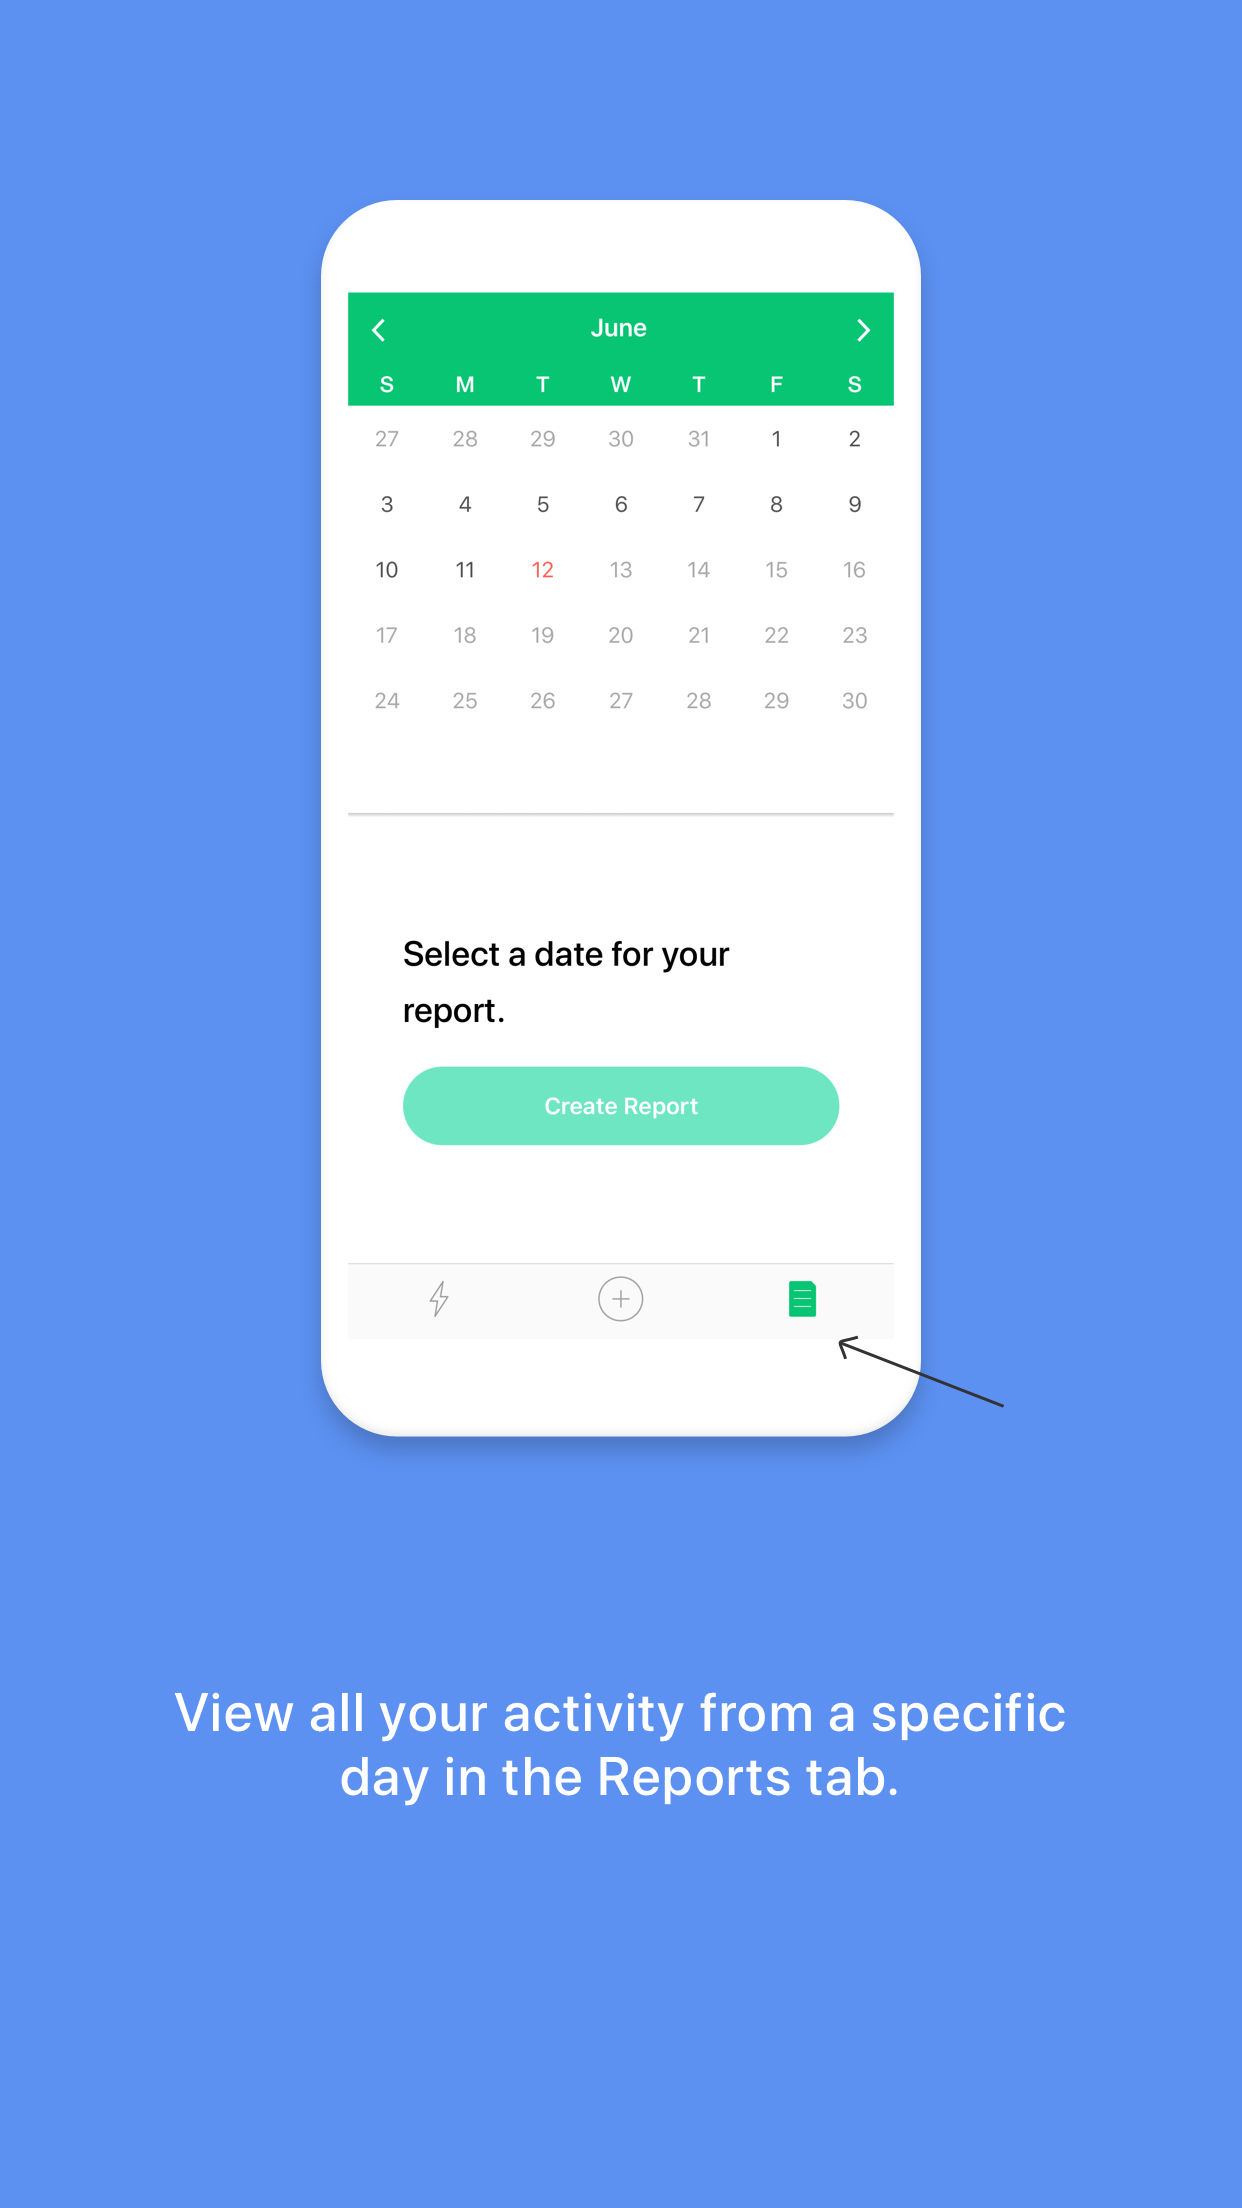 June
S M T W T F S
27 28 29 30 31 1 2
3 4 5 6 7 8 9
10 11 12 13 14 15 16
17 18 19 20 21 22 23
24 25 26 27 28 29 30
Select a date for your
report.
Create Report
View all your activity from a specific
day in the Reports tab.